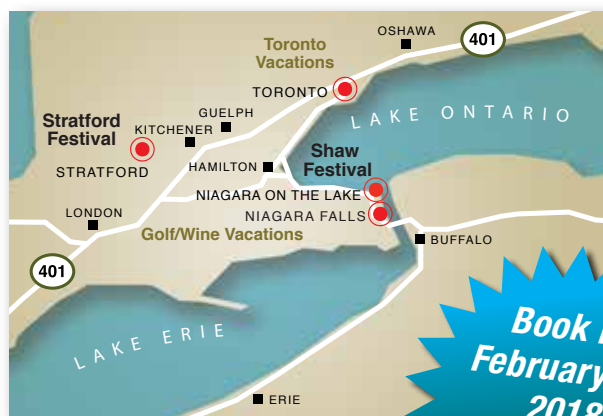 OSHAWA
401
Toronto
Vacations
TORONTO
LAKE ONTARIO
GUELPH
Stratford
Festival
KITCHENER
STRATFORD
HAMILTON
Shaw
Festival
NIAGARA ON THE LAKE
NIAGARA FALLS
LONDON
Golf/Wine Vacations
BUFFALO
401
LAKE ERIE
ERIE
Book
February
2018